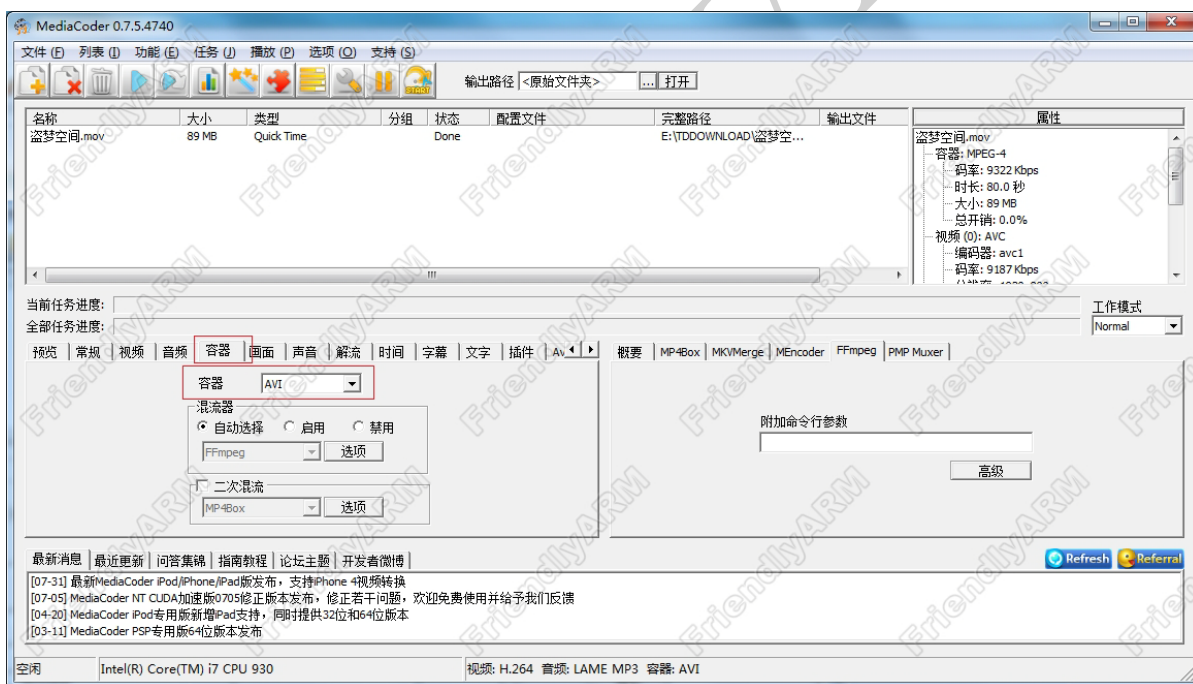 MediaCoder 0.7.5.4740
文件 (F) 列表 (I) 功能 (E) 任务 (J) 播放 (P) 选项 (O) 支持 (S)
START 输出路径 <原始文件夹> ... 打开
名称 大小 类型 分组 状态 配置文件 完整路径 输出文件 属性
盗梦空间.mov 89 MB Quick Time Done E:\TDDOWNLOAD\盗梦空... 盗梦空间.mov
容器: MPEG-4
码率: 9322 Kbps
时长: 80.0 秒
大小: 89 MB
总开销: 0.0%
视频 (0): AVC
编码器: avc1
码率: 9187 Kbps
当前任务进度:
全部任务进度:
工作模式
Normal
预览 常规 视频 音频 容器 画面 声音 解流 时间 字幕 文字 插件 概要 MP4Box MKVMerge MEncoder FFmpeg PMP Muxer
容器 AVI
混流器
自动选择 启用 禁用
FFmpeg 选项
附加命令行参数
高级
二次混流
MP4Box 选项
最新消息 最近更新 问答集锦 指南教程 论坛主题 开发者微博 Refresh Referral
[07-31] 最新MediaCoder iPod/iPhone/iPad版发布，支持iPhone 4视频转换
[07-05] MediaCoder NT CUDA加速版0705修正版本发布，修正若干问题，欢迎免费使用并给予我们反馈
[04-20] MediaCoder iPod专用版新增iPad支持，同时提供32位和64位版本
[03-11] MediaCoder PSP专用版64位版本发布
空闲 Intel(R) Core(TM) i7 CPU 930 视频: H.264 音频: LAME MP3 容器: AVI
FriendlyARM